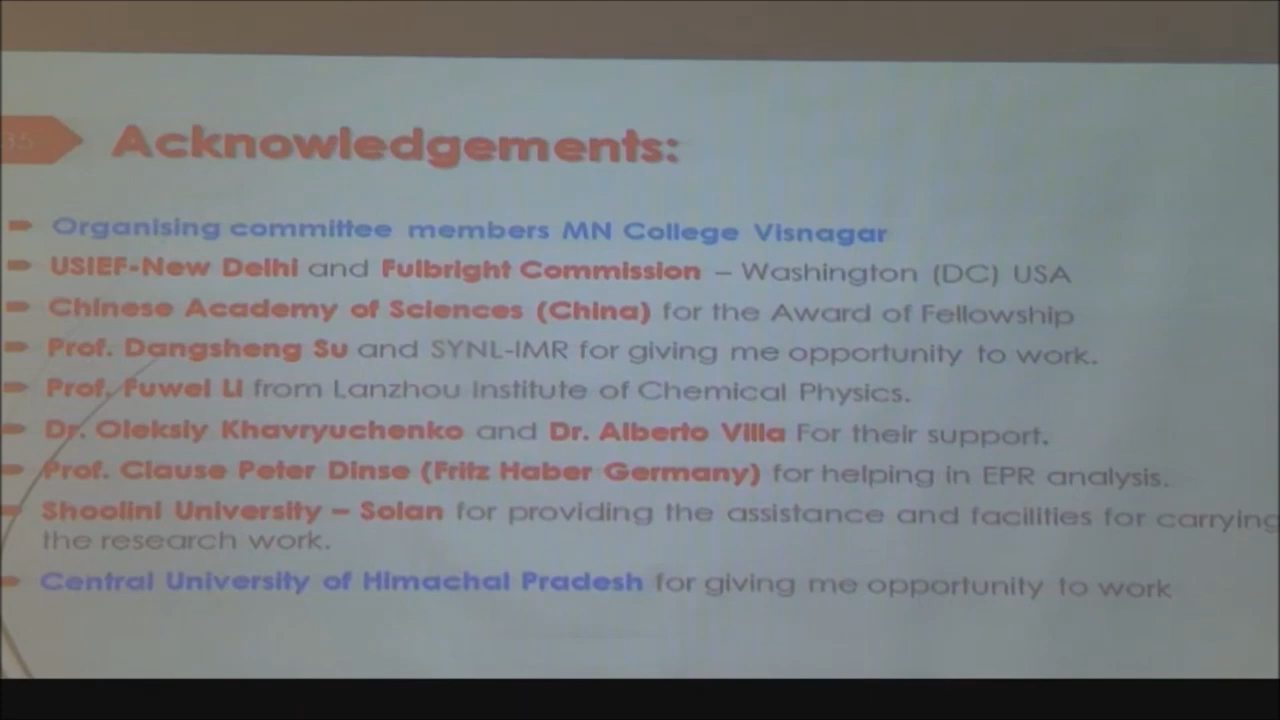 35
Acknowledgements:
Organising committee members MN College Visnagar
USIEF-New Delhi and Fulbright Commission – Washington (DC) USA
Chinese Academy of Sciences (China) for the Award of Fellowship
Prof. Dangsheng Su and SYNL-IMR for giving me opportunity to work.
Prof. Fuwei Li from Lanzhou Institute of Chemical Physics.
Dr. Oleksiy Khavryuchenko and Dr. Alberto Villa For their support.
Prof. Clause Peter Dinse (Fritz Haber Germany) for helping in EPR analysis.
Shoolini University – Solan for providing the assistance and facilities for carrying
the research work.
Central University of Himachal Pradesh for giving me opportunity to work